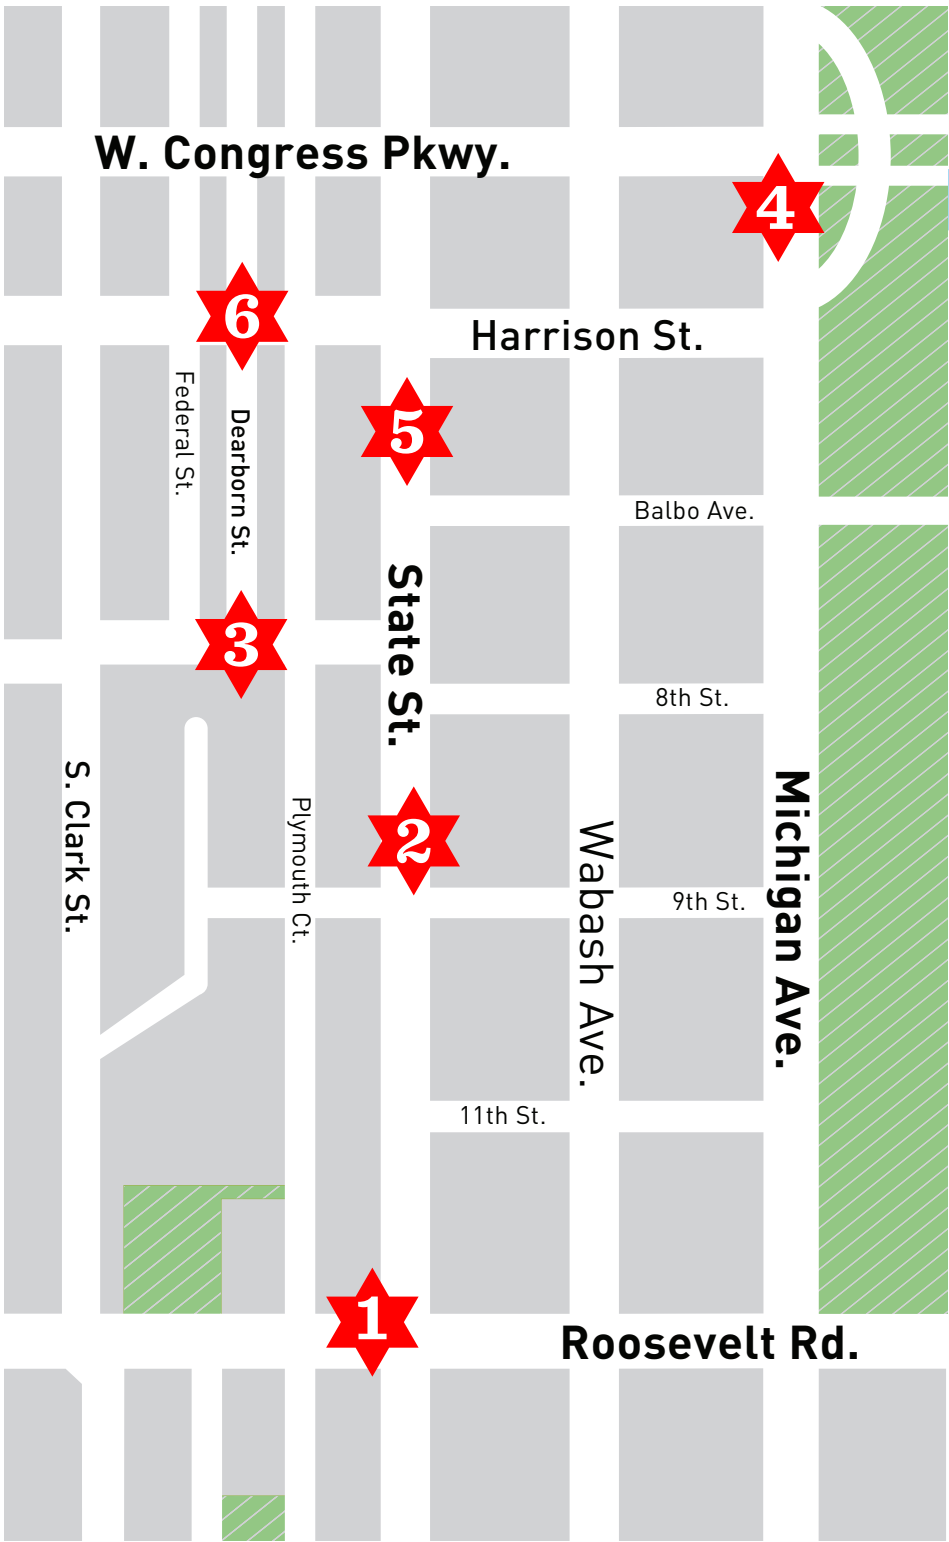 W. Congress Pkwy.
4
6
Harrison St.
Federal St.
Dearborn St.
5
Balbo Ave.
State St.
3
8th St.
S. Clark St.
Michigan Ave.
Plymouth Ct.
2
Wabash Ave.
9th St.
11th St.
1
Roosevelt Rd.